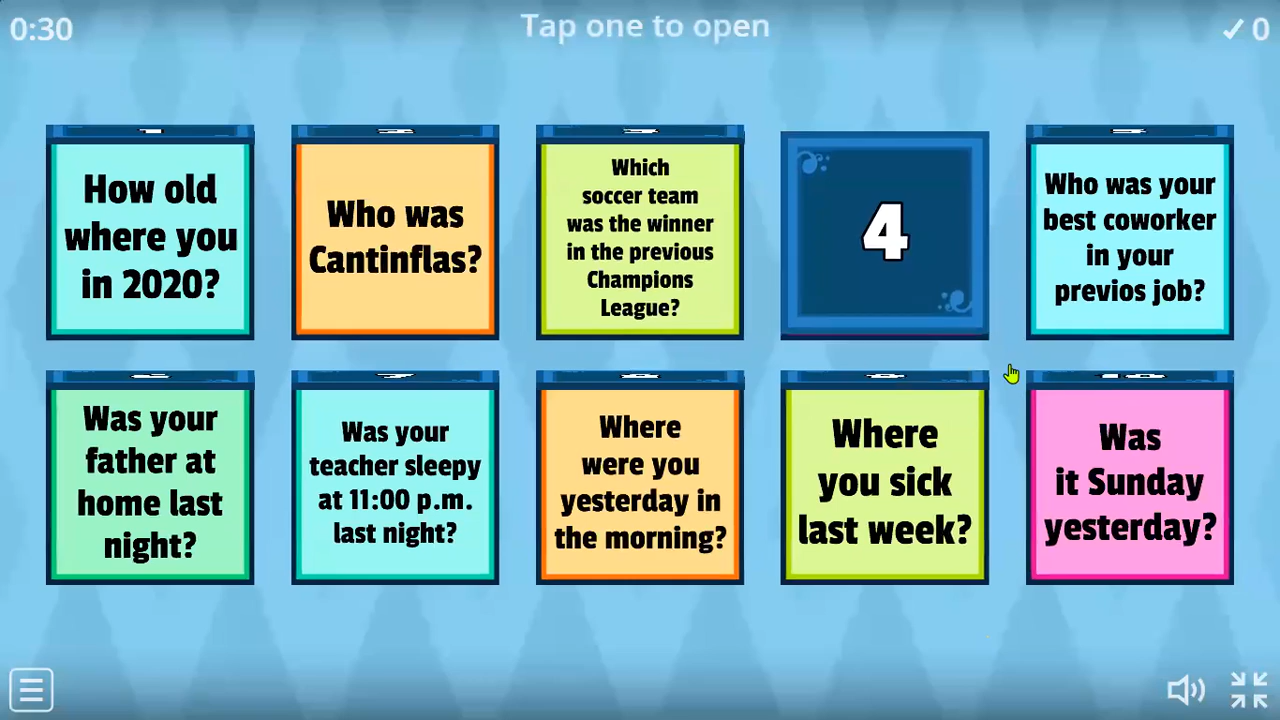 0:30
Tap one to open
✓ 0
How old
where you
in 2020?
Who was
Cantinflas?
Which
soccer team
was the winner
in the previous
Champions
League?
4
Who was your
best coworker
in your
previos job?
Was your
father at
home last
night?
Was your
teacher sleepy
at 11:00 p.m.
last night?
Where
were you
yesterday in
the morning?
Where
you sick
last week?
Was
it Sunday
yesterday?